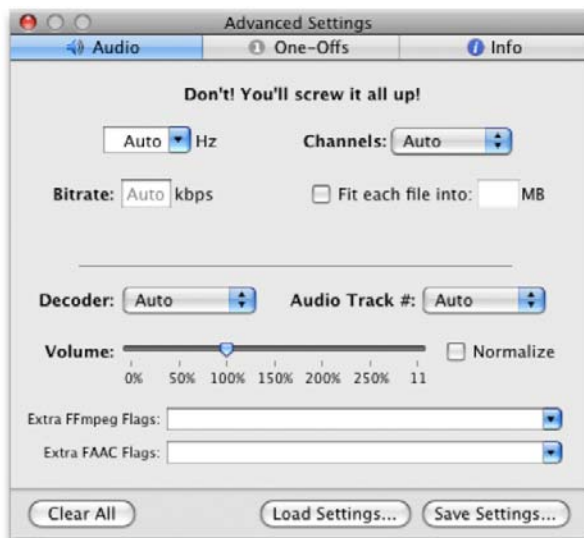 Advanced Settings
Audio One-Offs Info
Don't! You'll screw it all up!
Auto Hz Channels: Auto
Bitrate: Auto kbps Fit each file into: MB
Decoder: Auto Audio Track #: Auto
Volume: Normalize
0% 50% 100% 150% 200% 250% 11
Extra FFmpeg Flags:
Extra FAAC Flags:
Clear All Load Settings... Save Settings...